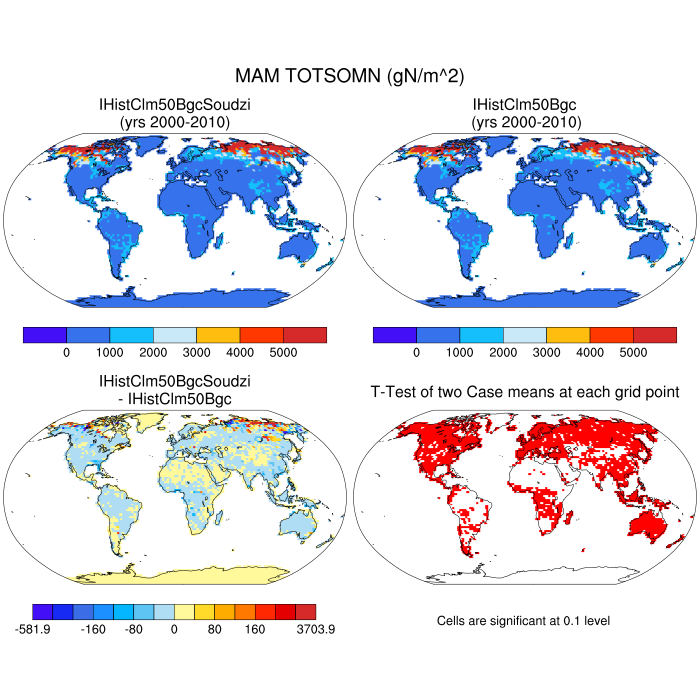 MAM TOTSOMN (gN/m^2)
IHistClm50BgcSoudzi
(yrs 2000-2010)
IHistClm50Bgc
(yrs 2000-2010)
0 1000 2000 3000 4000 5000
0 1000 2000 3000 4000 5000
IHistClm50BgcSoudzi
- IHistClm50Bgc
T-Test of two Case means at each grid point
-581.9 -160 -80 0 80 160 3703.9
Cells are significant at 0.1 level